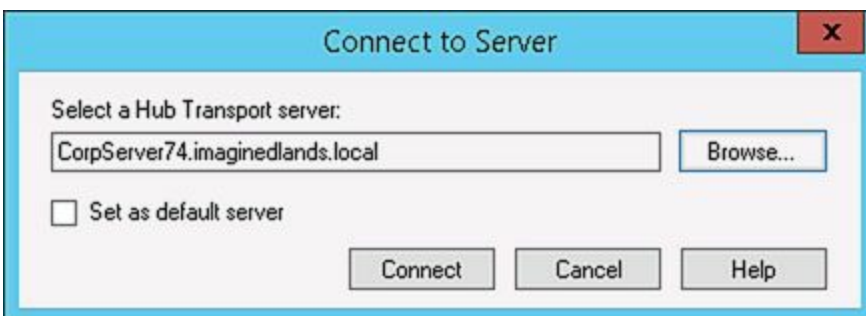 Connect to Server
x
Select a Hub Transport server:
CorpServer74.imaginedlands.local
Browse...
Set as default server
Connect
Cancel
Help